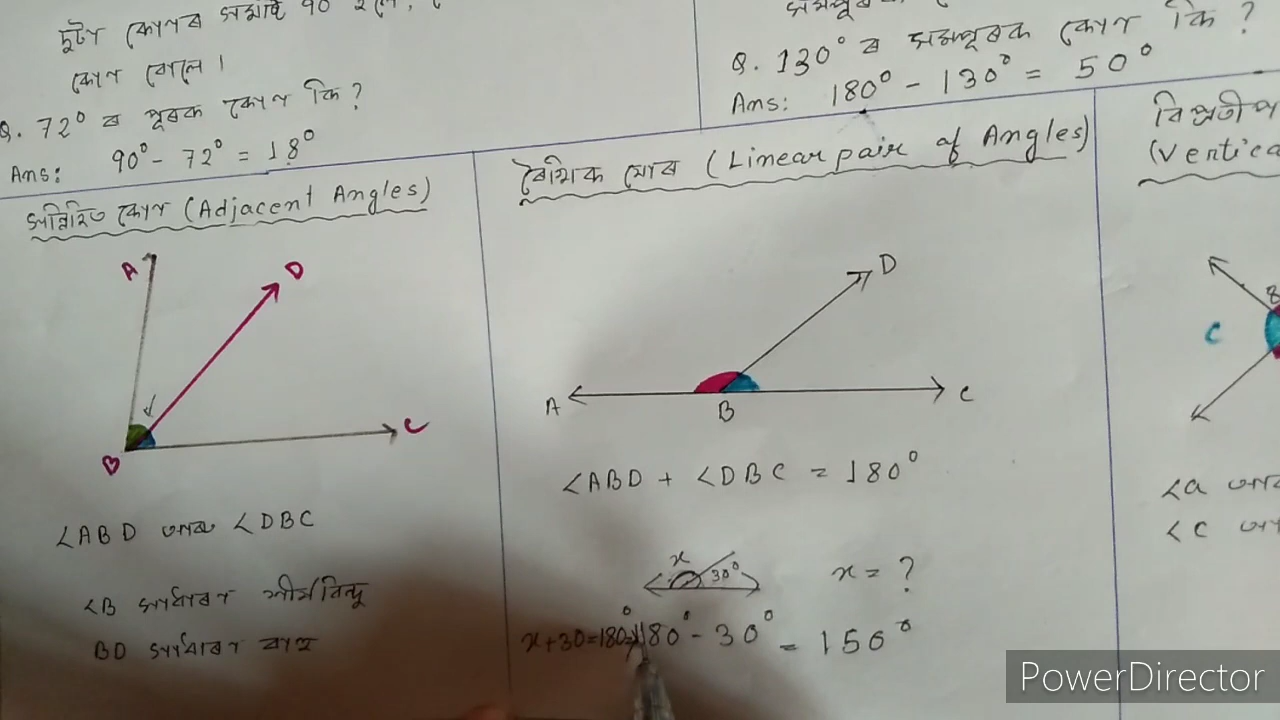 দুটা কোণৰ সমষ্টি 90
কোণ বোলে।
Q. 72° ৰ পূৰক কোণ কি?
Ans: 90° - 72° = 18°
Q. 130° ৰ সমপূৰক কোণ কি?
Ans: 180° - 130° = 50°
সন্নিহিত কোণ (Adjacent Angles)
A
D
B
C
∠ABD আৰু ∠DBC
∠B সাধাৰণ শীৰ্ষবিন্দু
BD সাধাৰণ বাহু
ৰৈখিক যোৰ (Linear pair of Angles)
D
A
B
C
∠ABD + ∠DBC = 180°
x
30°
x = ?
x+30=180° 180° - 30° = 150°
বিপ্ৰতীপ
(Vertica
C
∠a
∠c
PowerDirector